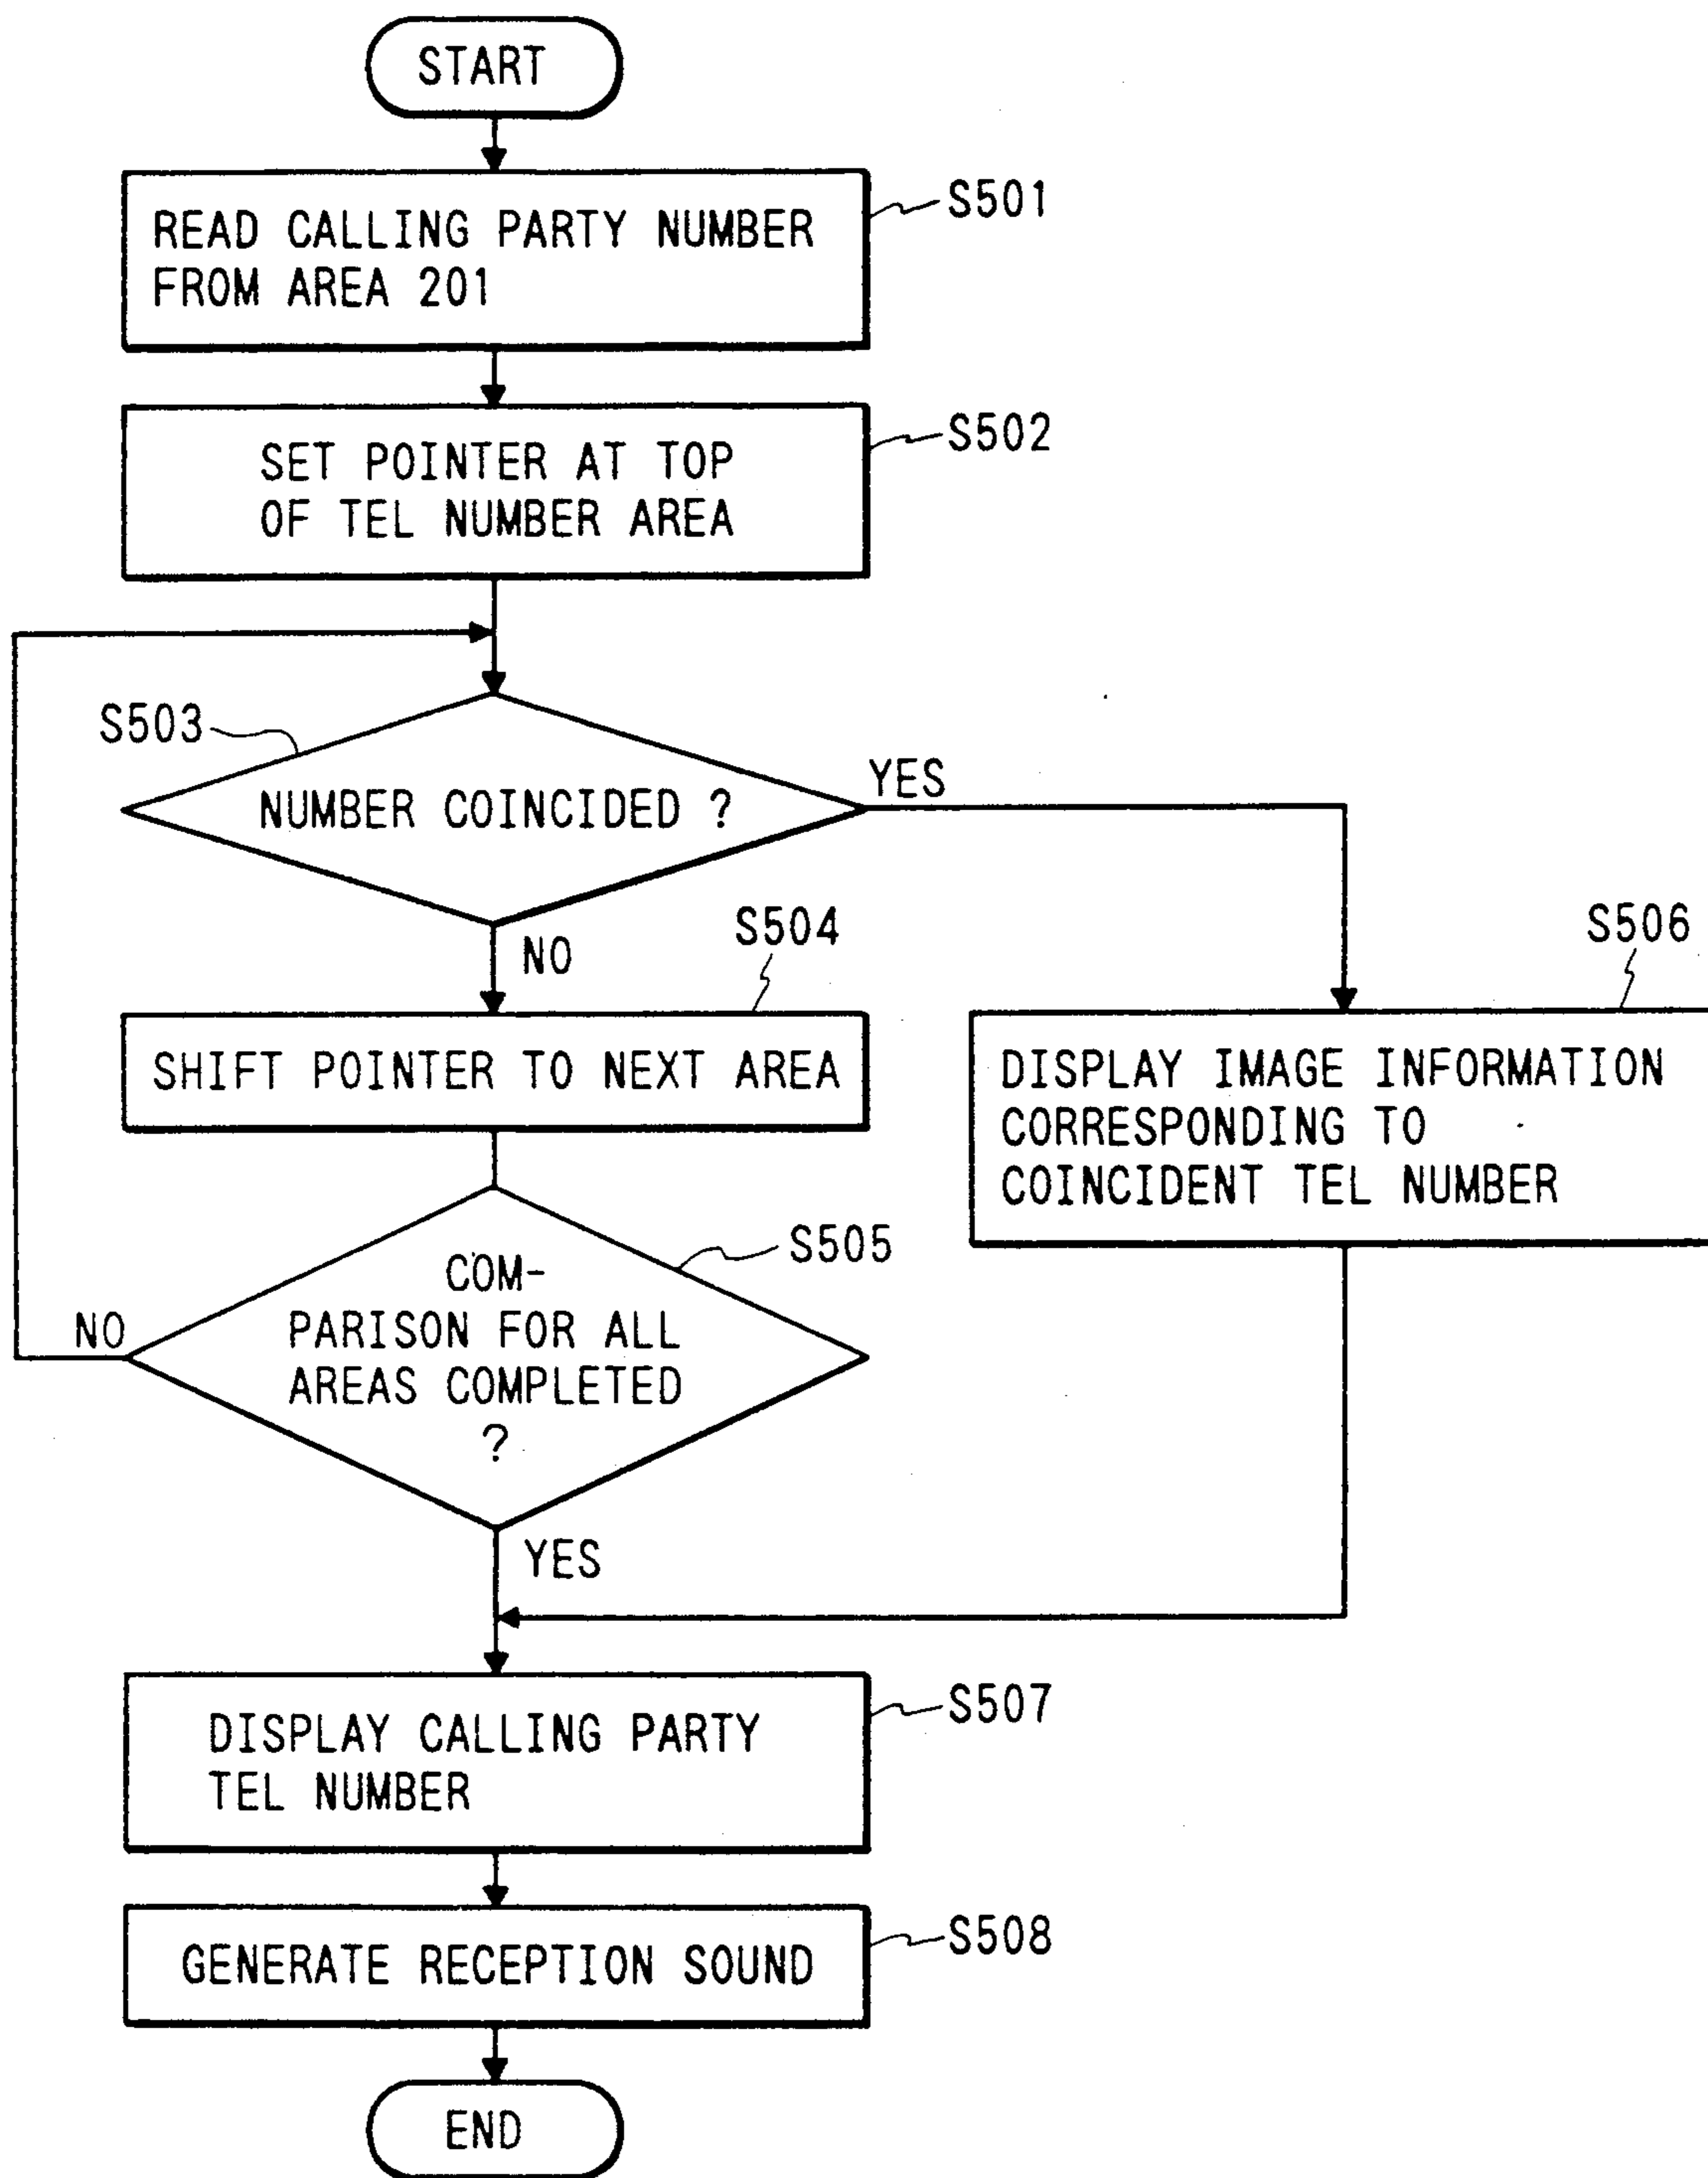 START
READ CALLING PARTY NUMBER
FROM AREA 201
S501
SET POINTER AT TOP
OF TEL NUMBER AREA
S502
S503
NUMBER COINCIDED ?
YES
NO
S504
SHIFT POINTER TO NEXT AREA
S506
DISPLAY IMAGE INFORMATION
CORRESPONDING TO
COINCIDENT TEL NUMBER
S505
COM-
PARISON FOR ALL
AREAS COMPLETED
?
NO
YES
DISPLAY CALLING PARTY
TEL NUMBER
S507
GENERATE RECEPTION SOUND
S508
END